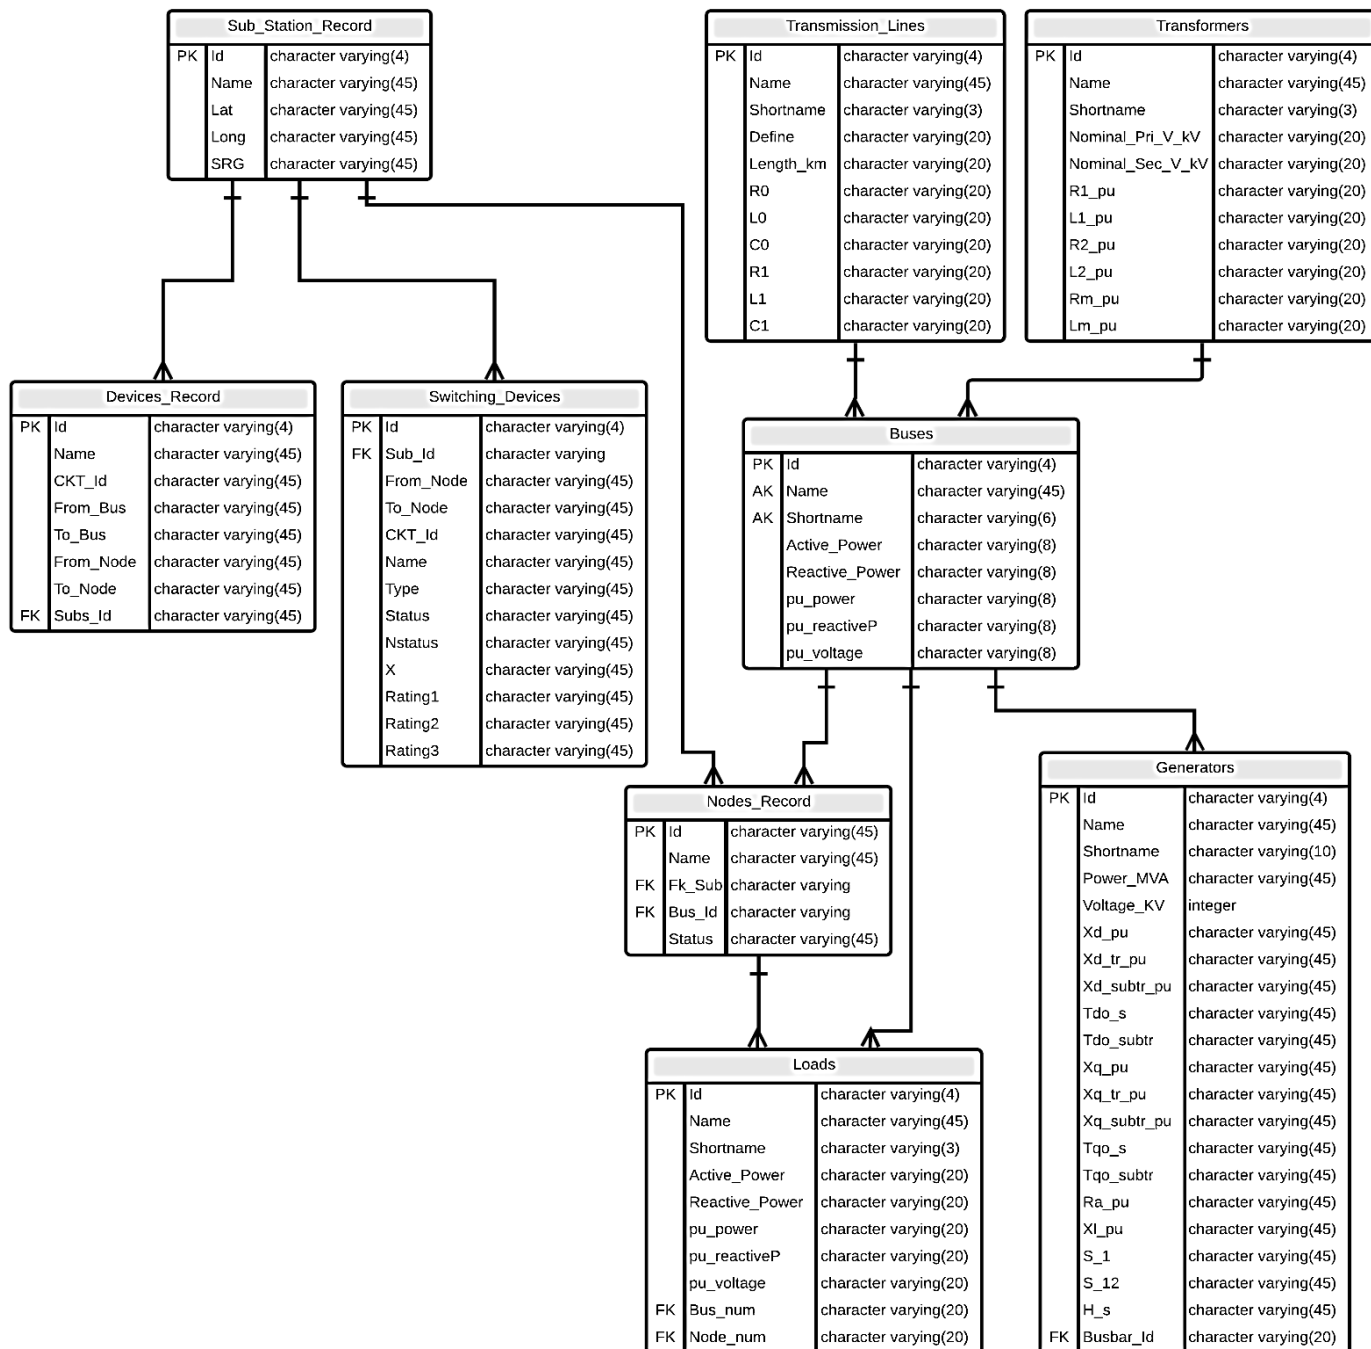 Sub_Station_Record
PK Id character varying(4)
Name character varying(45)
Lat character varying(45)
Long character varying(45)
SRG character varying(45)
Transmission_Lines
PK Id character varying(4)
Name character varying(45)
Shortname character varying(3)
Define character varying(20)
Length_km character varying(20)
R0 character varying(20)
L0 character varying(20)
C0 character varying(20)
R1 character varying(20)
L1 character varying(20)
C1 character varying(20)
Transformers
PK Id character varying(4)
Name character varying(45)
Shortname character varying(3)
Nominal_Pri_V_kV character varying(20)
Nominal_Sec_V_kV character varying(20)
R1_pu character varying(20)
L1_pu character varying(20)
R2_pu character varying(20)
L2_pu character varying(20)
Rm_pu character varying(20)
Lm_pu character varying(20)
Devices_Record
PK Id character varying(4)
Name character varying(45)
CKT_Id character varying(45)
From_Bus character varying(45)
To_Bus character varying(45)
From_Node character varying(45)
To_Node character varying(45)
FK Subs_Id character varying(45)
Switching_Devices
PK Id character varying(4)
FK Sub_Id character varying
From_Node character varying(45)
To_Node character varying(45)
CKT_Id character varying(45)
Name character varying(45)
Type character varying(45)
Status character varying(45)
Nstatus character varying(45)
X character varying(45)
Rating1 character varying(45)
Rating2 character varying(45)
Rating3 character varying(45)
Buses
PK Id character varying(4)
AK Name character varying(45)
AK Shortname character varying(6)
Active_Power character varying(8)
Reactive_Power character varying(8)
pu_power character varying(8)
pu_reactiveP character varying(8)
pu_voltage character varying(8)
Nodes_Record
PK Id character varying(45)
Name character varying(45)
FK Fk_Sub character varying
FK Bus_Id character varying
Status character varying(45)
Generators
PK Id character varying(4)
Name character varying(45)
Shortname character varying(10)
Power_MVA character varying(45)
Voltage_KV integer
Xd_pu character varying(45)
Xd_tr_pu character varying(45)
Xd_subtr_pu character varying(45)
Tdo_s character varying(45)
Tdo_subtr character varying(45)
Xq_pu character varying(45)
Xq_tr_pu character varying(45)
Xq_subtr_pu character varying(45)
Tqo_s character varying(45)
Tqo_subtr character varying(45)
Ra_pu character varying(45)
Xl_pu character varying(45)
S_1 character varying(45)
S_12 character varying(45)
H_s character varying(45)
FK Busbar_Id character varying(20)
Loads
PK Id character varying(4)
Name character varying(45)
Shortname character varying(3)
Active_Power character varying(20)
Reactive_Power character varying(20)
pu_power character varying(20)
pu_reactiveP character varying(20)
pu_voltage character varying(20)
FK Bus_num character varying(20)
FK Node_num character varying(20)